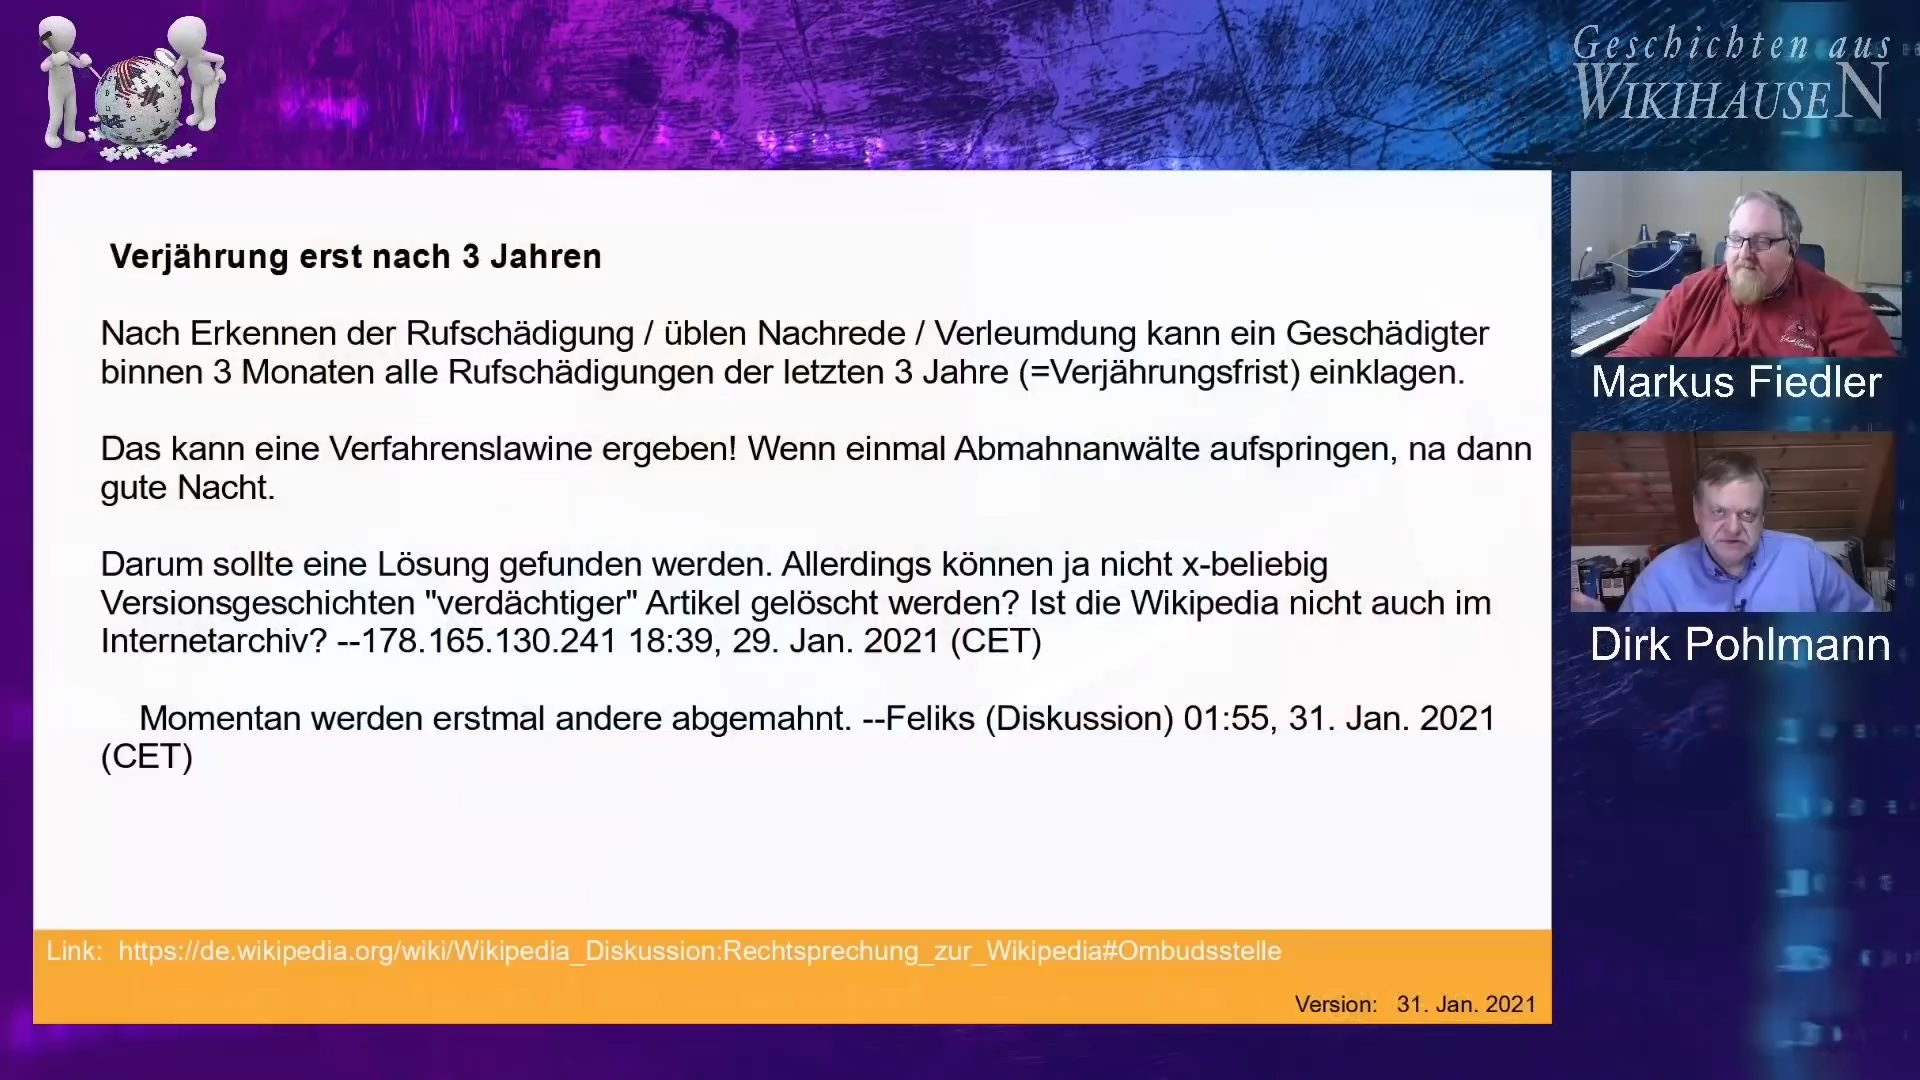 Geschichten aus
WIKIHAUSEN
Verjährung erst nach 3 Jahren
Nach Erkennen der Rufschädigung / üblen Nachrede / Verleumdung kann ein Geschädigter
binnen 3 Monaten alle Rufschädigungen der letzten 3 Jahre (=Verjährungsfrist) einklagen.
Das kann eine Verfahrenslawine ergeben! Wenn einmal Abmahnanwälte aufspringen, na dann
gute Nacht.
Darum sollte eine Lösung gefunden werden. Allerdings können ja nicht x-beliebig
Versionsgeschichten "verdächtiger" Artikel gelöscht werden? Ist die Wikipedia nicht auch im
Internetarchiv? --178.165.130.241 18:39, 29. Jan. 2021 (CET)
Momentan werden erstmal andere abgemahnt. --Feliks (Diskussion) 01:55, 31. Jan. 2021
(CET)
Link: https://de.wikipedia.org/wiki/Wikipedia_Diskussion:Rechtsprechung_zur_Wikipedia#Ombudsstelle
Version: 31. Jan. 2021
Markus Fiedler
Dirk Pohlmann